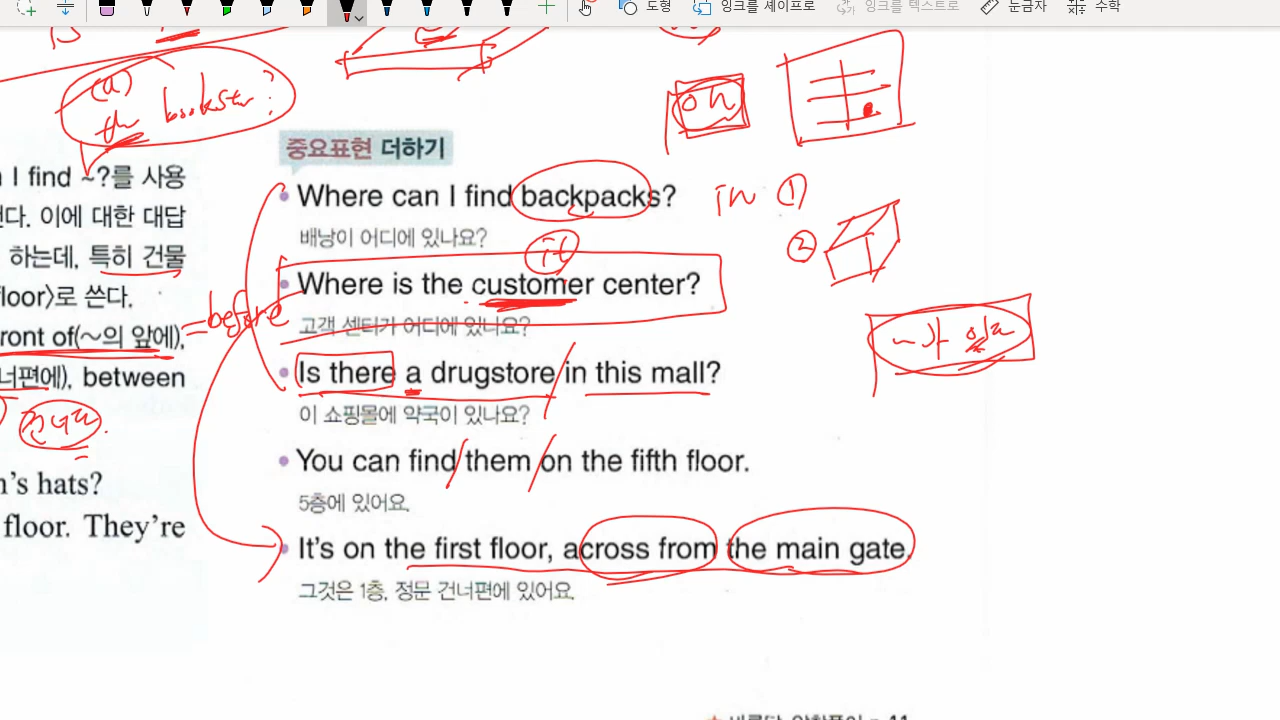 도형
잉크를 셰이프로
잉크를 텍스트로
눈금자
수학
is
(a)
the bookstore?
on
중요표현 더하기
I find ~?를 사용
Where can I find backpacks?
in ①
다. 이에 대한 대답
배낭이 어디에 있나요?
it
②
하는데, 특히 건물
Where is the customer center?
floor〉로 쓴다.
고객 센터가 어디에 있나요?
ront of(~의 앞에),
=before
너편에), between
Is there a drugstore / in this mall?
이 쇼핑몰에 약국이 있나요?
건너편
You can find / them / on the fifth floor.
n's hats?
5층에 있어요.
floor. They're
It's on the first floor, across from the main gate.
그것은 1층, 정문 건너편에 있어요.